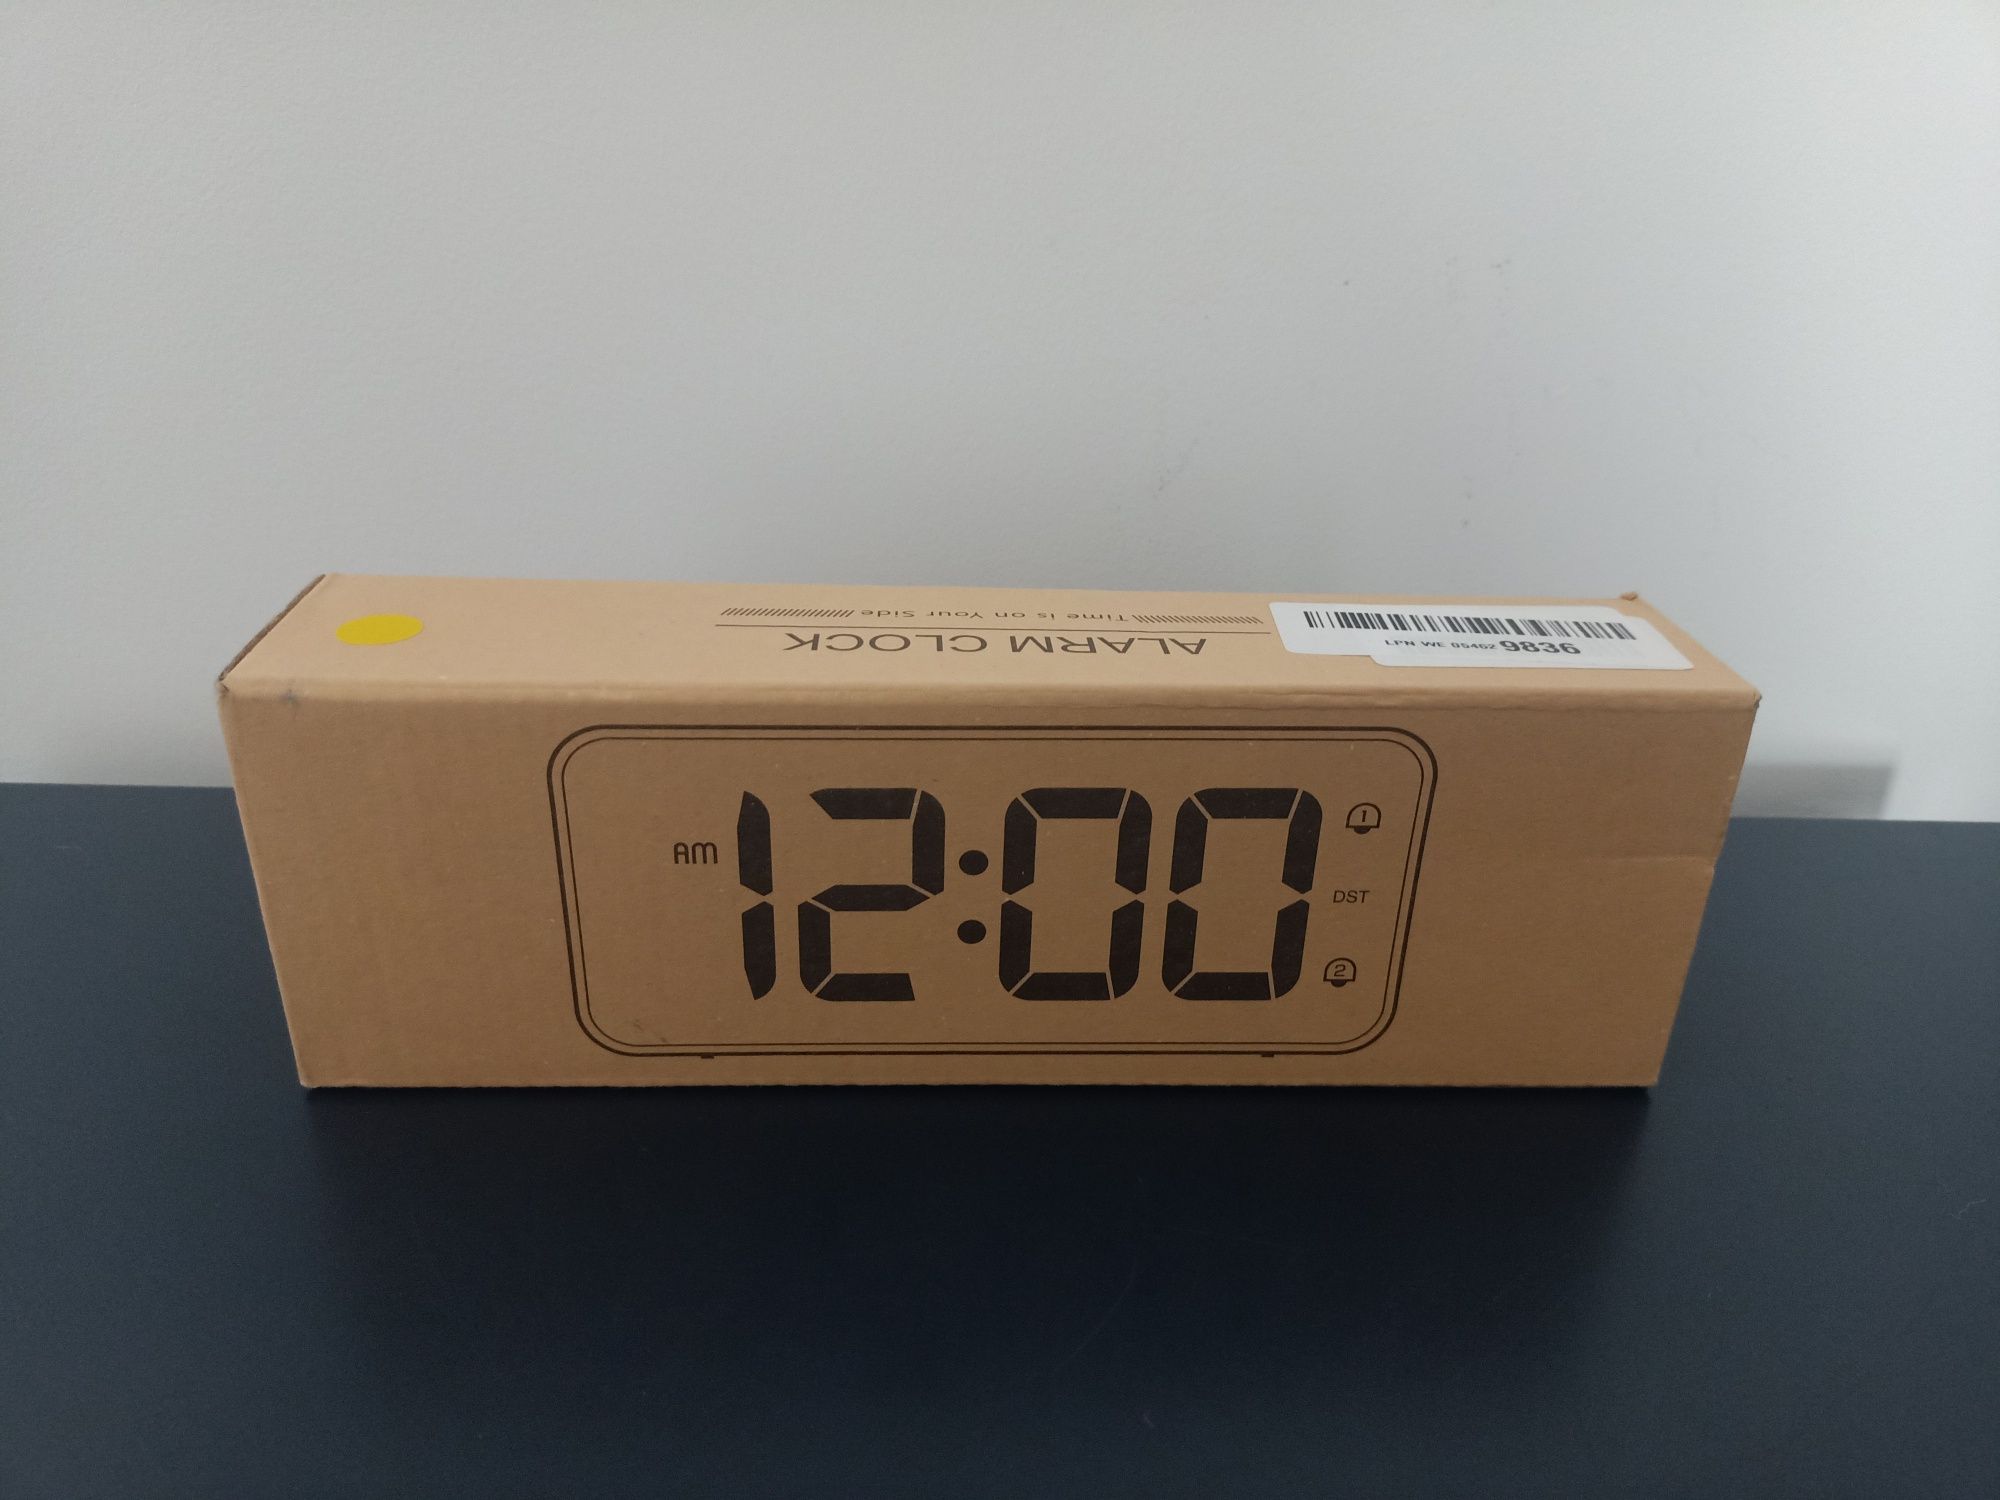 ALARM CLOCK
Time is on Your Side
LPN WE 05462 9836
AM 12:00
1
DST
2